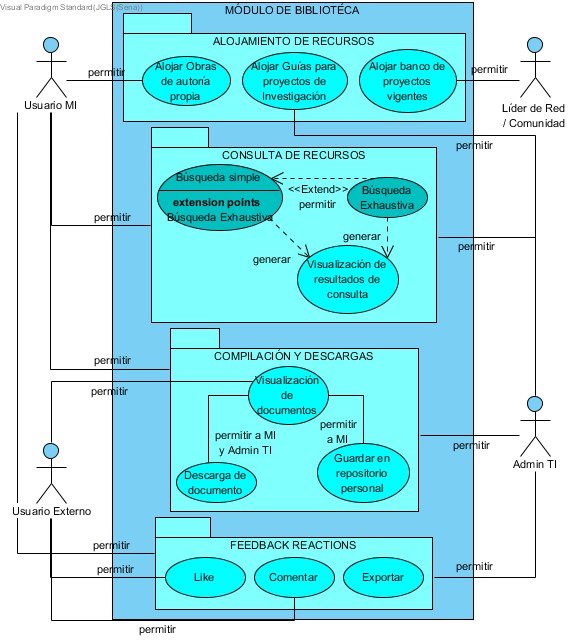 Visual Paradigm Standard(JGLS(Sena))
MÓDULO DE BIBLIOTÉCA
ALOJAMIENTO DE RECURSOS
Alojar Obras
de autoría
propia
Alojar Guías para
proyectos de
Investigación
Alojar banco de
proyectos
vigentes
permitir
Usuario MI
permitir
Líder de Red
/ Comunidad
permitir
CONSULTA DE RECURSOS
Búsqueda simple
extension points
Búsqueda Exhaustiva
<<Extend>>
permitir
Búsqueda
Exhaustiva
permitir
permitir
generar
generar
Visualización de
resultados de
consulta
COMPILACIÓN Y DESCARGAS
permitir
permitir
Visualización
de
documentos
permitir a MI
y Admin TI
permitir
a MI
permitir
Admin TI
Descarga de
documento
Guardar en
repositorio
personal
Usuario Externo
FEEDBACK REACTIONS
permitir
permitir
Like
Comentar
Exportar
permitir
permitir